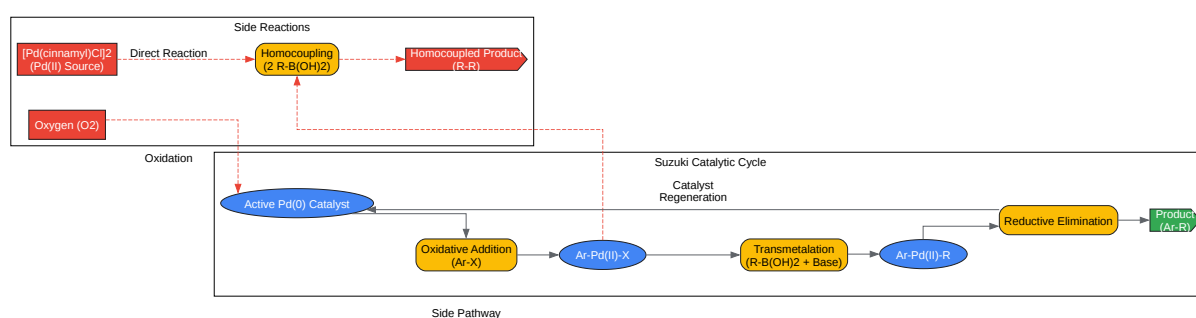 Side Reactions
[Pd(cinnamyl)Cl]2
(Pd(II) Source)
Direct Reaction
Homocoupling
(2 R-B(OH)2)
Homocoupled Product
(R-R)
Oxygen (O2)
Oxidation
Suzuki Catalytic Cycle
Catalyst
Regeneration
Active Pd(0) Catalyst
Reductive Elimination
Product
(Ar-R)
Oxidative Addition
(Ar-X)
Ar-Pd(II)-X
Transmetalation
(R-B(OH)2 + Base)
Ar-Pd(II)-R
Side Pathway